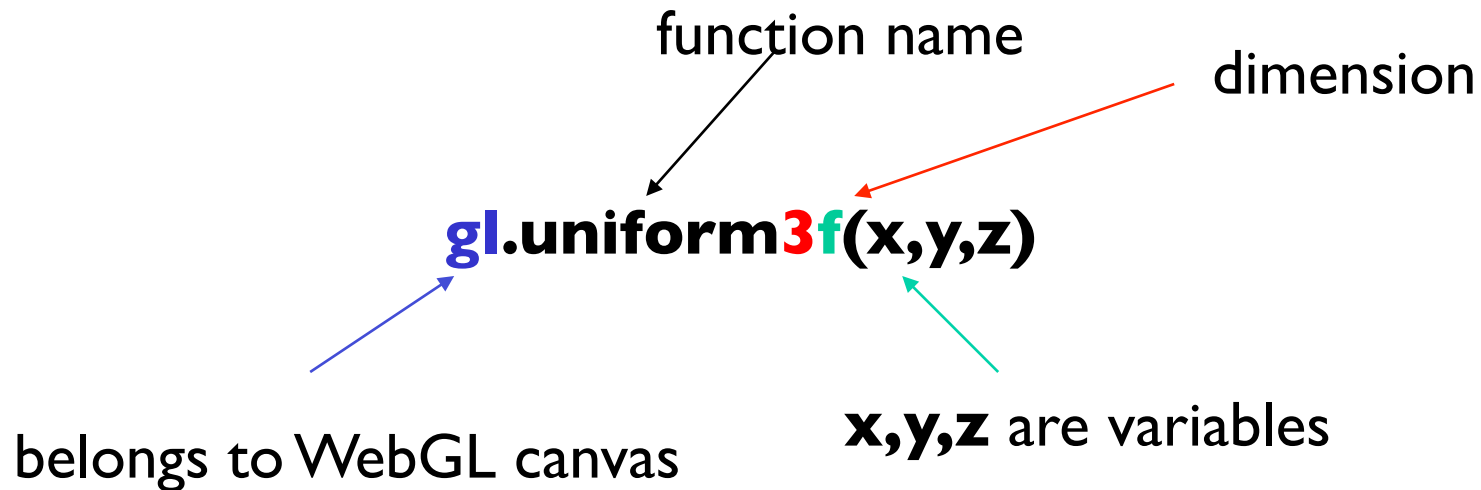 function name
dimension
gl.uniform3f(x,y,z)
x,y,z are variables
belongs to WebGL canvas